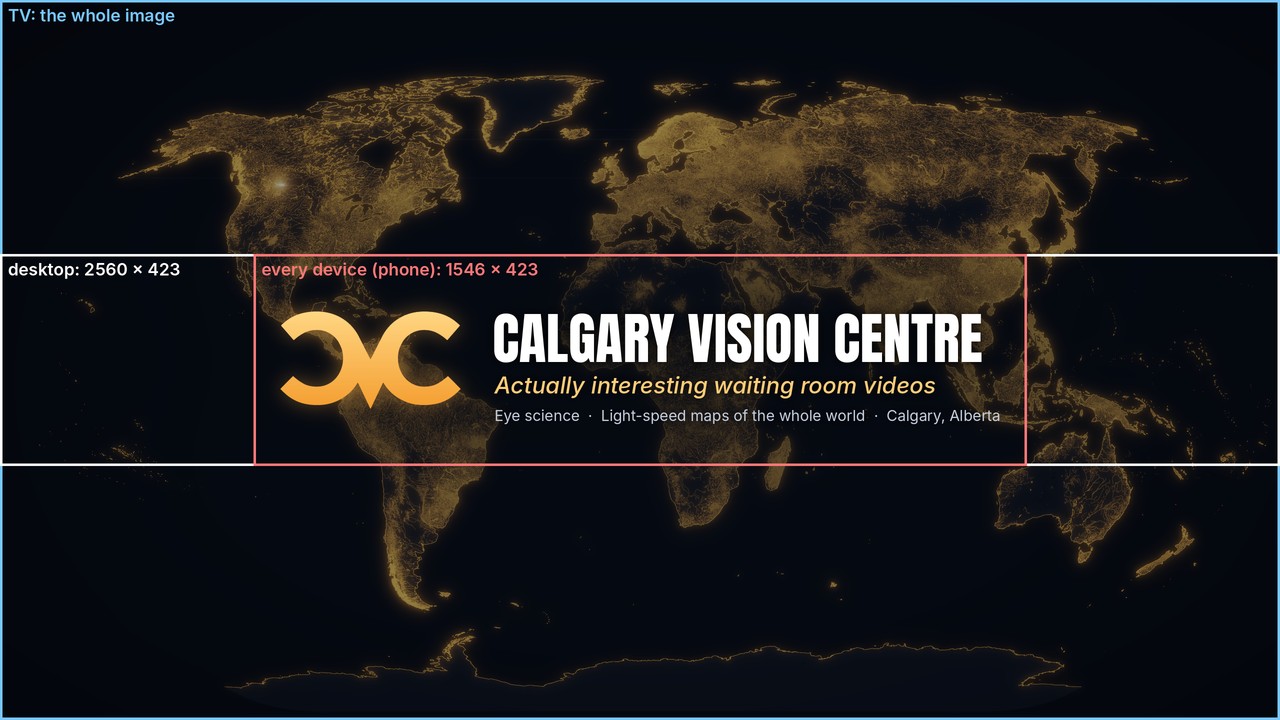 TV: the whole image
desktop: 2560 × 423
every device (phone): 1546 × 423
CALGARY VISION CENTRE
Actually interesting waiting room videos
Eye science · Light-speed maps of the whole world · Calgary, Alberta